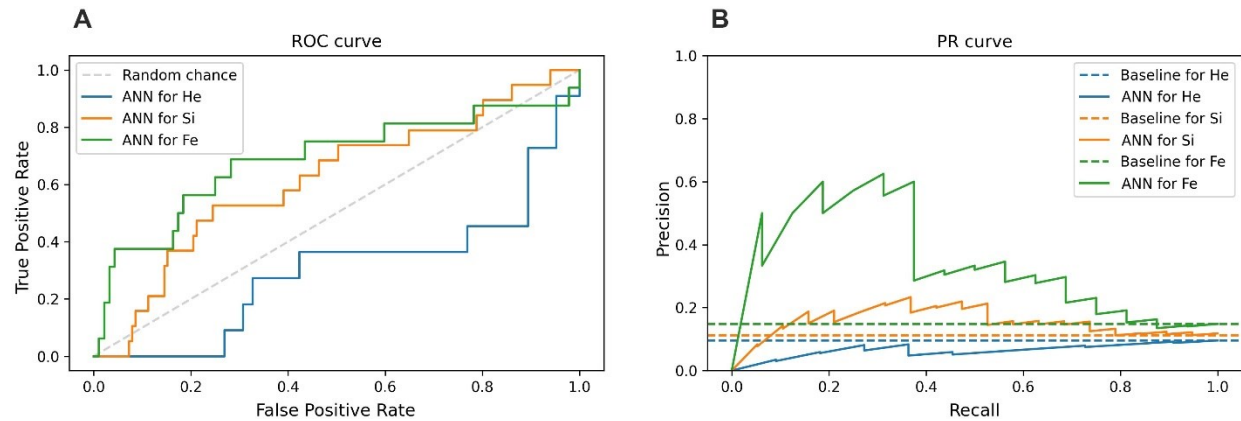 A
ROC curve
True Positive Rate
1.0
0.8
0.6
0.4
0.2
0.0
Random chance
ANN for He
ANN for Si
ANN for Fe
0.0 0.2 0.4 0.6 0.8 1.0
False Positive Rate
B
PR curve
Precision
1.0
0.8
0.6
0.4
0.2
0.0
Baseline for He
ANN for He
Baseline for Si
ANN for Si
Baseline for Fe
ANN for Fe
0.0 0.2 0.4 0.6 0.8 1.0
Recall